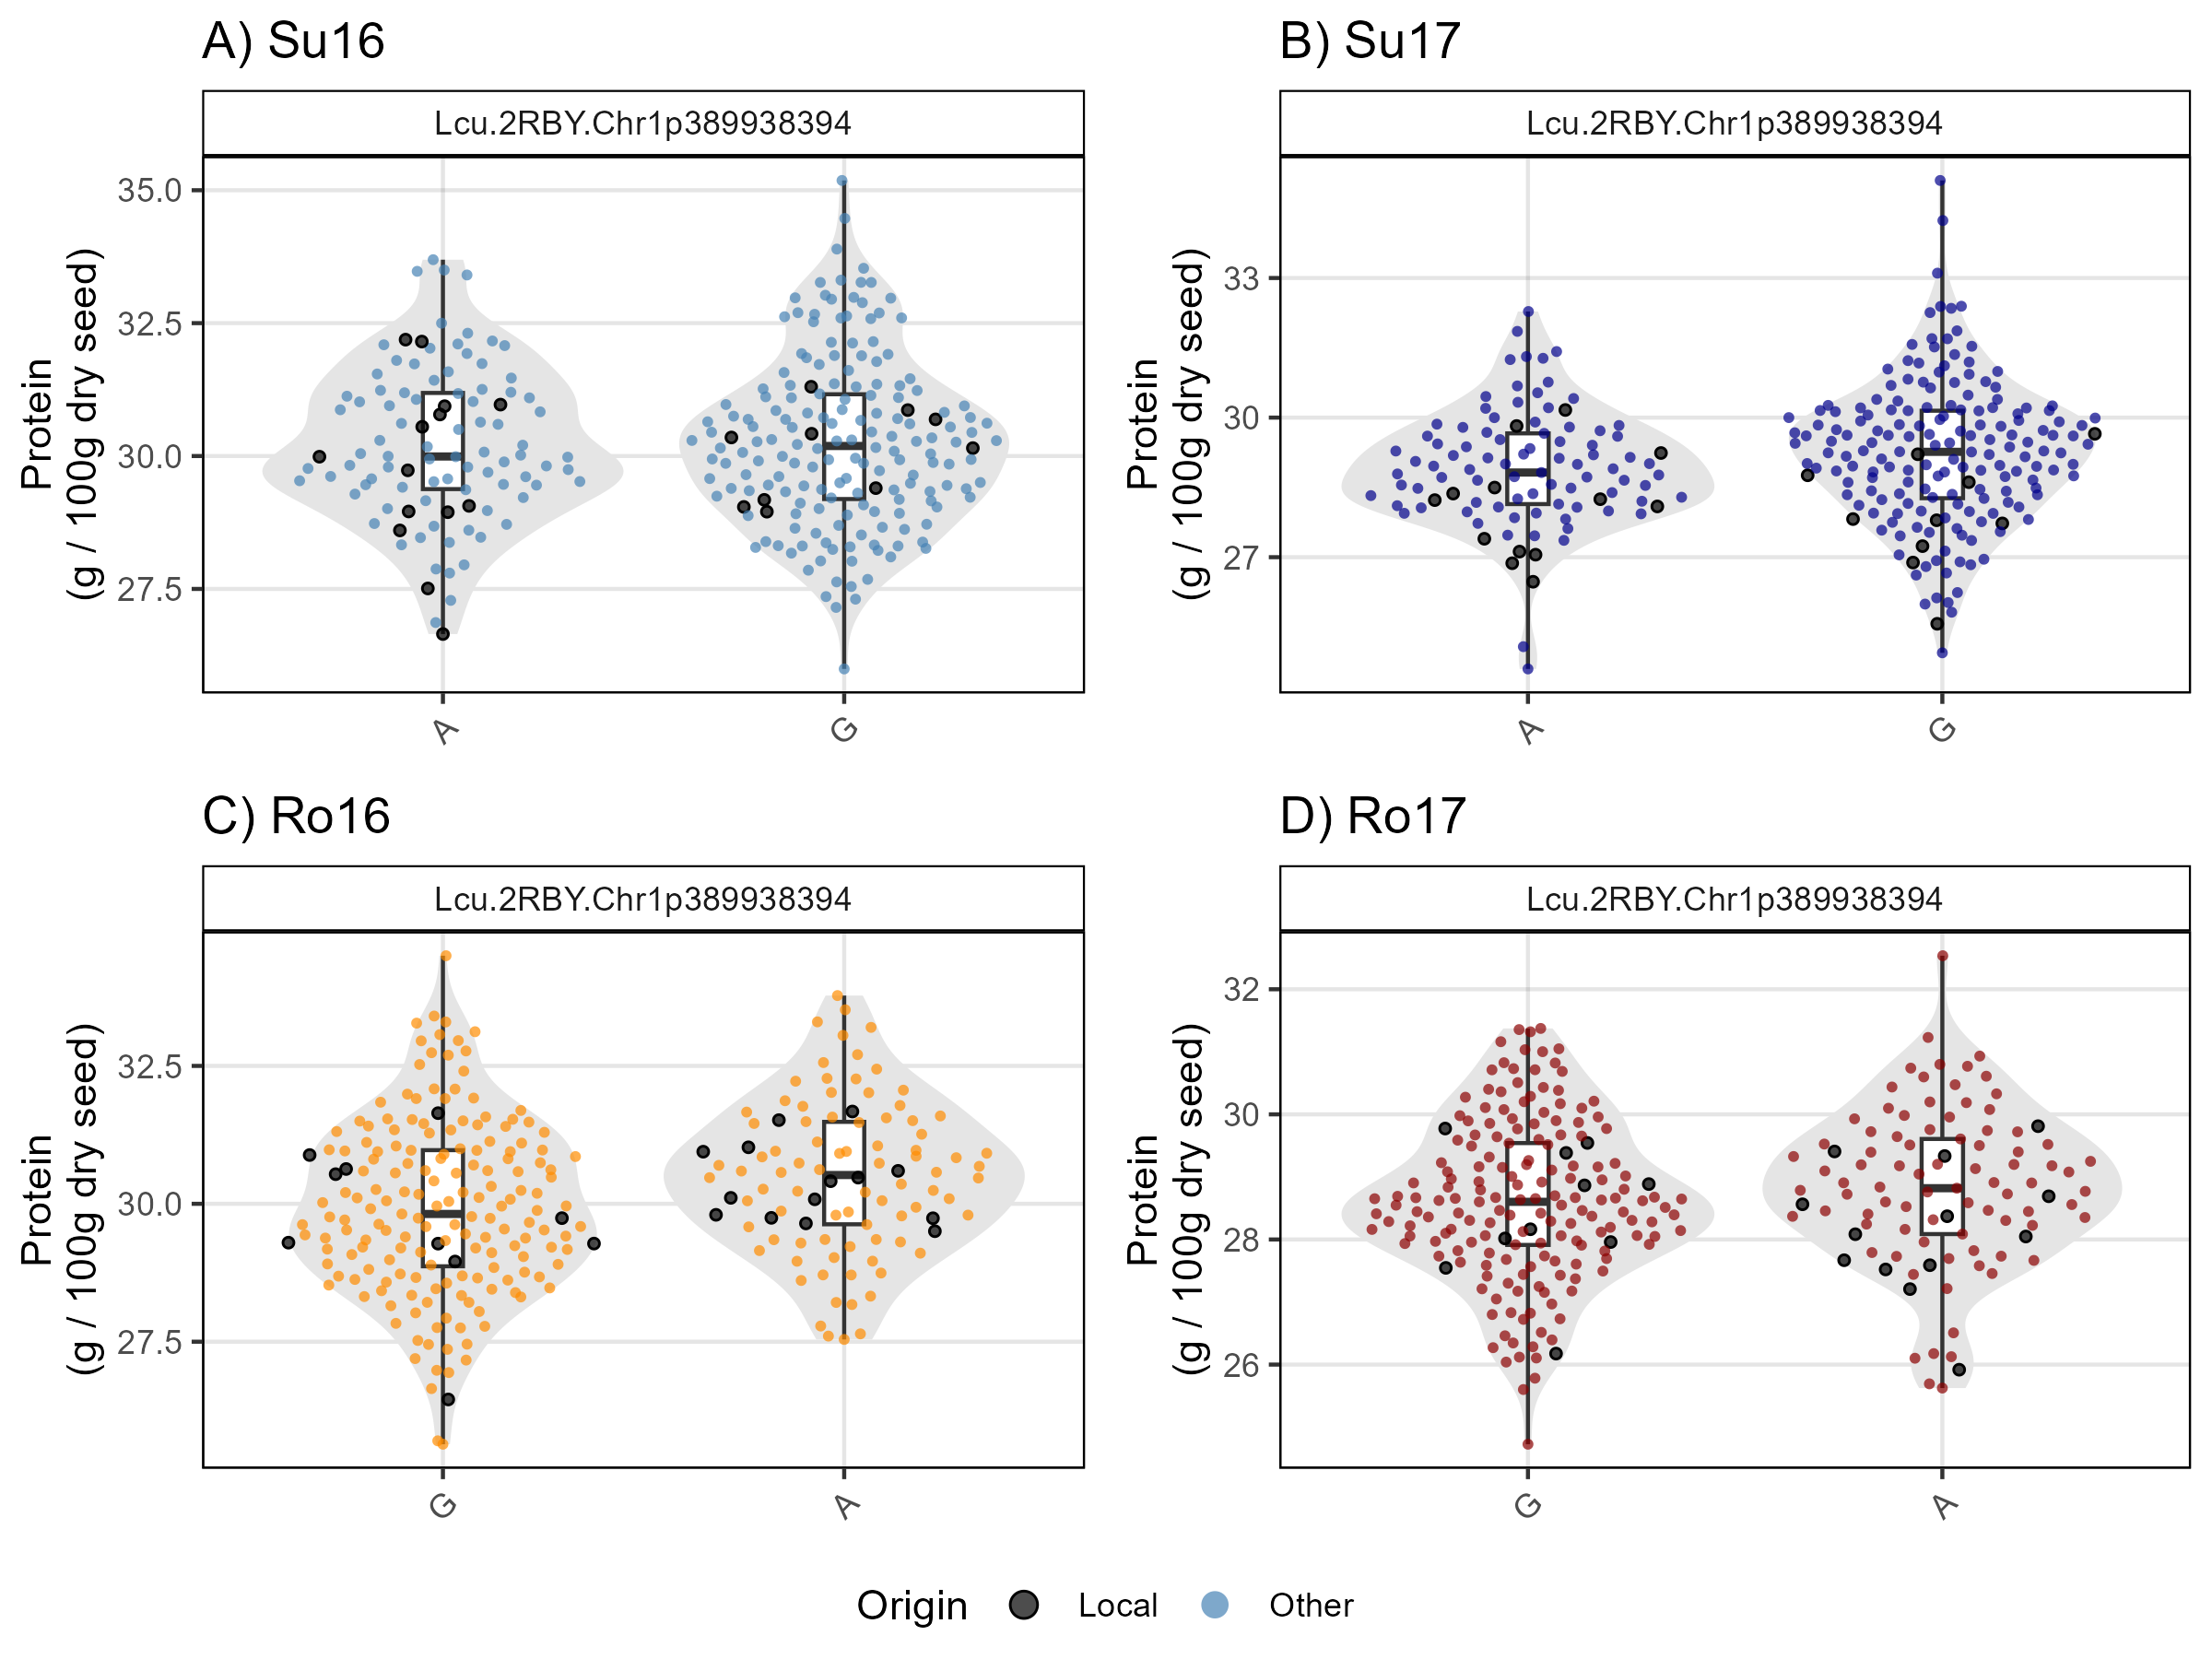 A) Su16
Lcu.2RBY.Chr1p389938394
Protein
(g / 100g dry seed)
35.0
32.5
30.0
27.5
A
G
B) Su17
Lcu.2RBY.Chr1p389938394
Protein
(g / 100g dry seed)
33
30
27
A
G
C) Ro16
Lcu.2RBY.Chr1p389938394
Protein
(g / 100g dry seed)
32.5
30.0
27.5
G
A
D) Ro17
Lcu.2RBY.Chr1p389938394
Protein
(g / 100g dry seed)
32
30
28
26
G
A
Origin
Local
Other